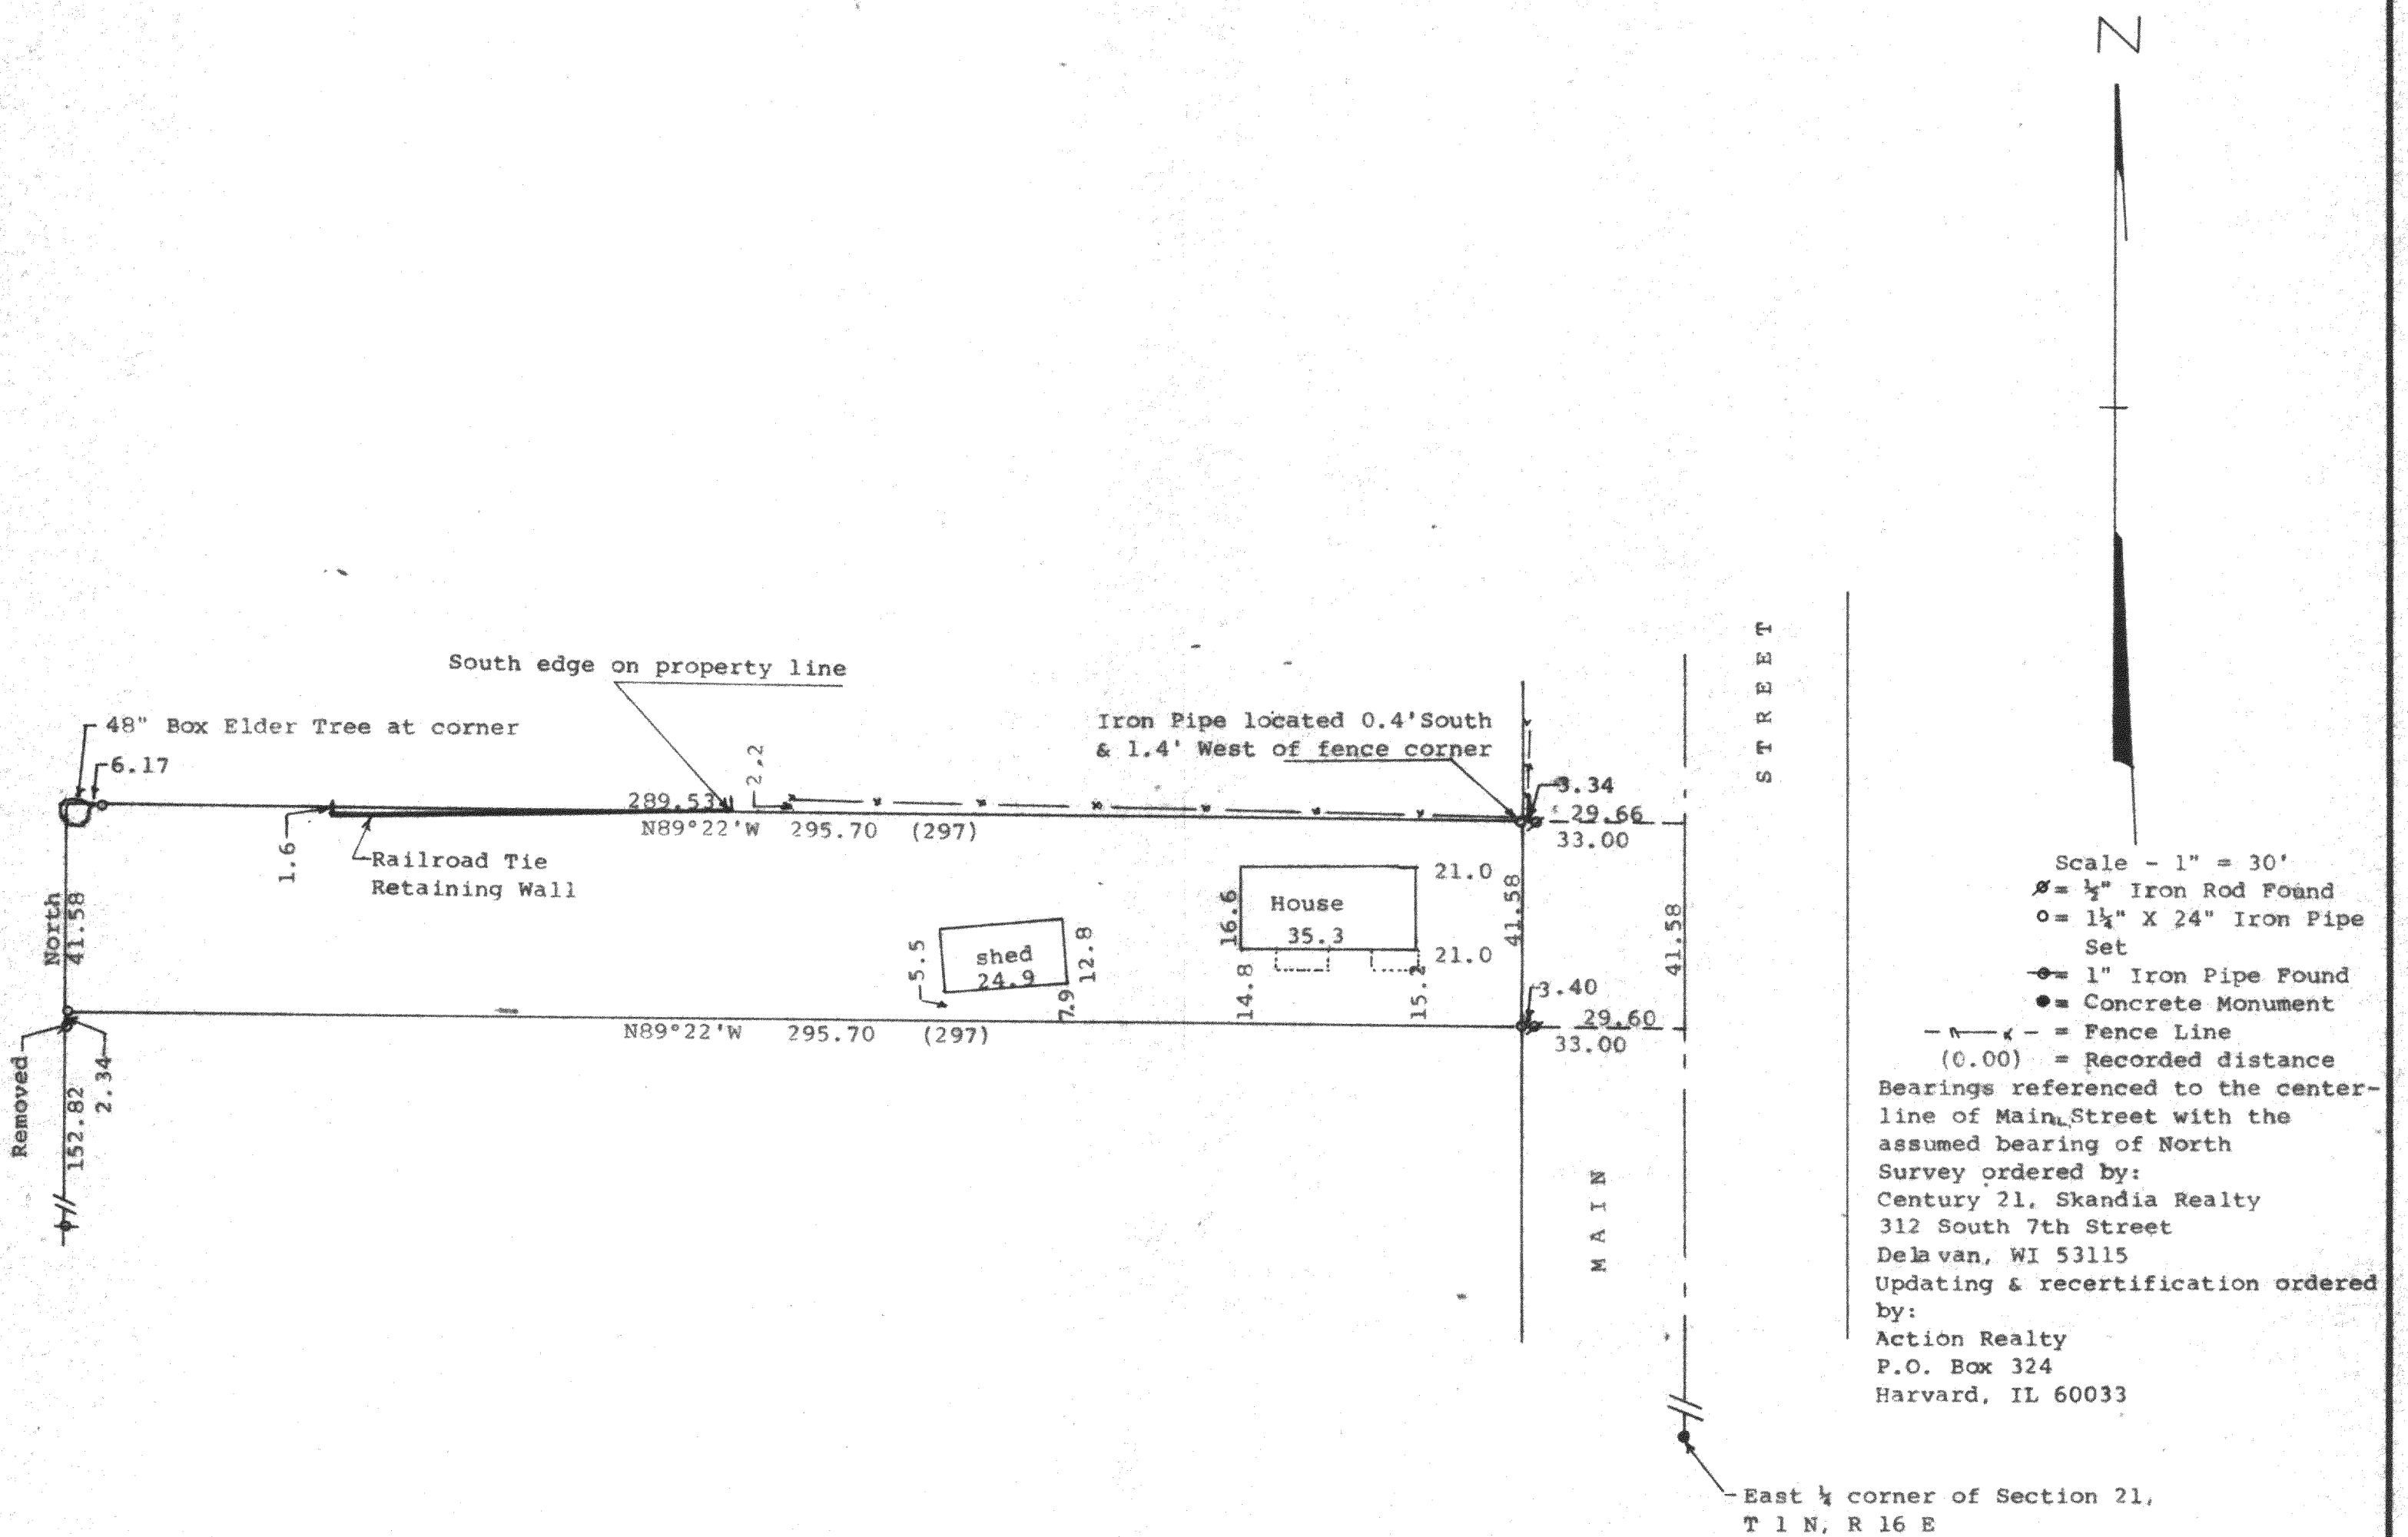 N
South edge on property line
48" Box Elder Tree at corner
6.17
2.2
Iron Pipe located 0.4'South
& 1.4' West of fence corner
STREET
289.53
N89°22'W 295.70 (297)
3.34
29.66
33.00
1.6
Railroad Tie
Retaining Wall
North
41.58
House
35.3
16.6
21.0
21.0
41.58
41.58
shed
24.9
5.5
12.8
7.9
14.8
15.2
N89°22'W 295.70 (297)
3.40
29.60
33.00
Removed
152.82
2.34
MAIN
Scale - 1" = 30'
= ½" Iron Rod Found
= 1¼" X 24" Iron Pipe
Set
= 1" Iron Pipe Found
= Concrete Monument
= Fence Line
(0.00) = Recorded distance
Bearings referenced to the center-
line of Main Street with the
assumed bearing of North
Survey ordered by:
Century 21, Skandia Realty
312 South 7th Street
Delavan, WI 53115
Updating & recertification ordered
by:
Action Realty
P.O. Box 324
Harvard, IL 60033
East ¼ corner of Section 21,
T 1 N, R 16 E